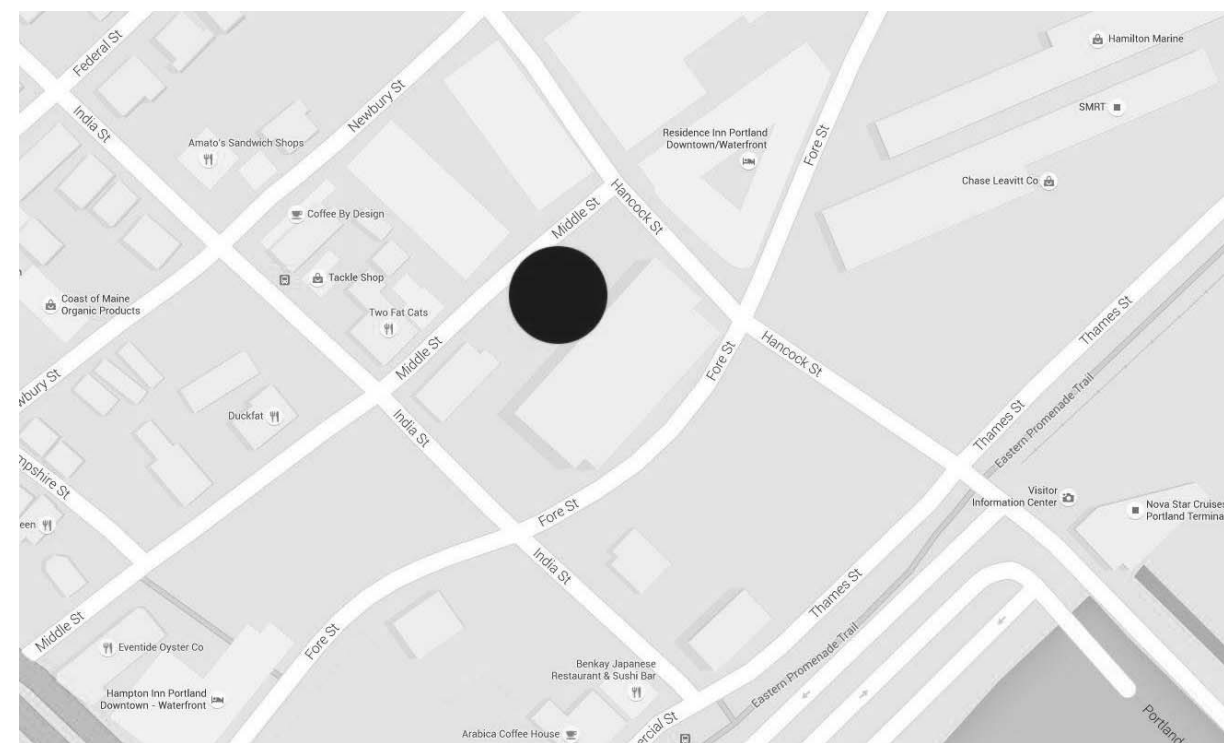 Federal St
India St
Newbury St
Amato's Sandwich Shops
Coffee By Design
Tackle Shop
Two Fat Cats
Coast of Maine
Organic Products
Middle St
Hancock St
Residence Inn Portland
Downtown/Waterfront
Fore St
Hamilton Marine
SMRT
Chase Leavitt Co
Middle St
Fore St
Hancock St
Thames St
wbury St
Duckfat
India St
Thames St
Eastern Promenade Trail
mpshire St
een
Fore St
India St
Visitor
Information Center
Nova Star Cruises
Portland Termina
Thames St
Middle St
Eventide Oyster Co
Fore St
Hampton Inn Portland
Downtown - Waterfront
Benkay Japanese
Restaurant & Sushi Bar
Eastern Promenade Trail
Arabica Coffee House
ercial St
Portland